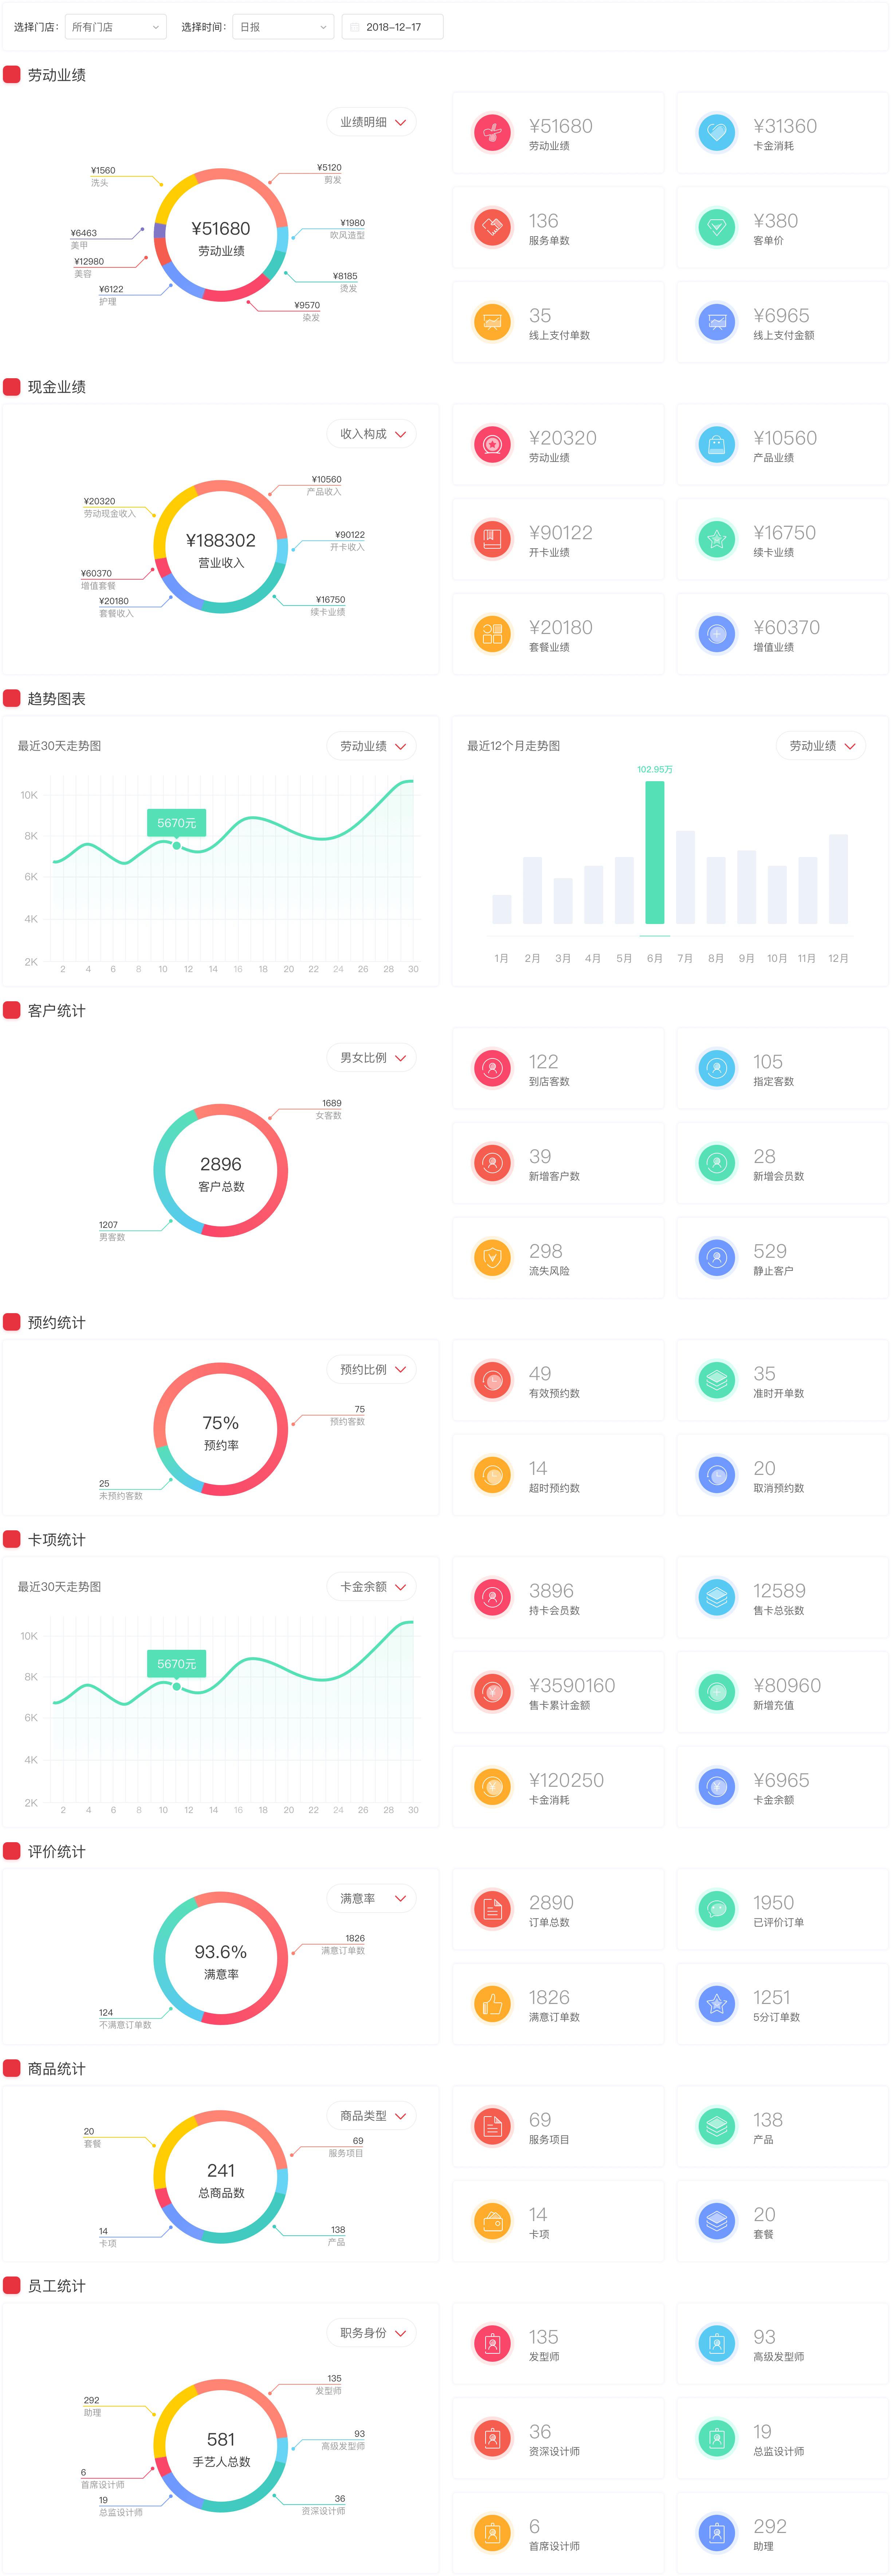 选择门店： 所有门店 选择时间： 日报 2018-12-17
劳动业绩
业绩明细
¥1560
洗头
¥5120
剪发
¥6463
美甲
¥1980
吹风造型
¥12980
美容
¥8185
烫发
¥6122
护理
¥9570
染发
¥51680
劳动业绩
¥51680
劳动业绩
¥31360
卡金消耗
136
服务单数
¥380
客单价
35
线上支付单数
¥6965
线上支付金额
现金业绩
收入构成
¥10560
产品收入
¥20320
劳动现金收入
¥90122
开卡收入
¥60370
增值套餐
¥20180
套餐收入
¥16750
续卡业绩
¥188302
营业收入
¥20320
劳动业绩
¥10560
产品业绩
¥90122
开卡业绩
¥16750
续卡业绩
¥20180
套餐业绩
¥60370
增值业绩
趋势图表
最近30天走势图
劳动业绩
10K
8K
6K
4K
2K
5670元
2 4 6 8 10 12 14 16 18 20 22 24 26 28 30
最近12个月走势图
劳动业绩
102.95万
1月 2月 3月 4月 5月 6月 7月 8月 9月 10月 11月 12月
客户统计
男女比例
1689
女客数
2896
客户总数
1207
男客数
122
到店客数
105
指定客数
39
新增客户数
28
新增会员数
298
流失风险
529
静止客户
预约统计
预约比例
75
预约客数
75%
预约率
25
未预约客数
49
有效预约数
35
准时开单数
14
超时预约数
20
取消预约数
卡项统计
最近30天走势图
卡金余额
10K
8K
6K
4K
2K
5670元
2 4 6 8 10 12 14 16 18 20 22 24 26 28 30
3896
持卡会员数
12589
售卡总张数
¥3590160
售卡累计金额
¥80960
新增充值
¥120250
卡金消耗
¥6965
卡金余额
评价统计
满意率
1826
满意订单数
93.6%
满意率
124
不满意订单数
2890
订单总数
1950
已评价订单
1826
满意订单数
1251
5分订单数
商品统计
商品类型
20
套餐
69
服务项目
241
总商品数
14
卡项
138
产品
69
服务项目
138
产品
14
卡项
20
套餐
员工统计
职务身份
135
发型师
292
助理
93
高级发型师
581
手艺人总数
6
首席设计师
19
总监设计师
36
资深设计师
135
发型师
93
高级发型师
36
资深设计师
19
总监设计师
6
首席设计师
292
助理